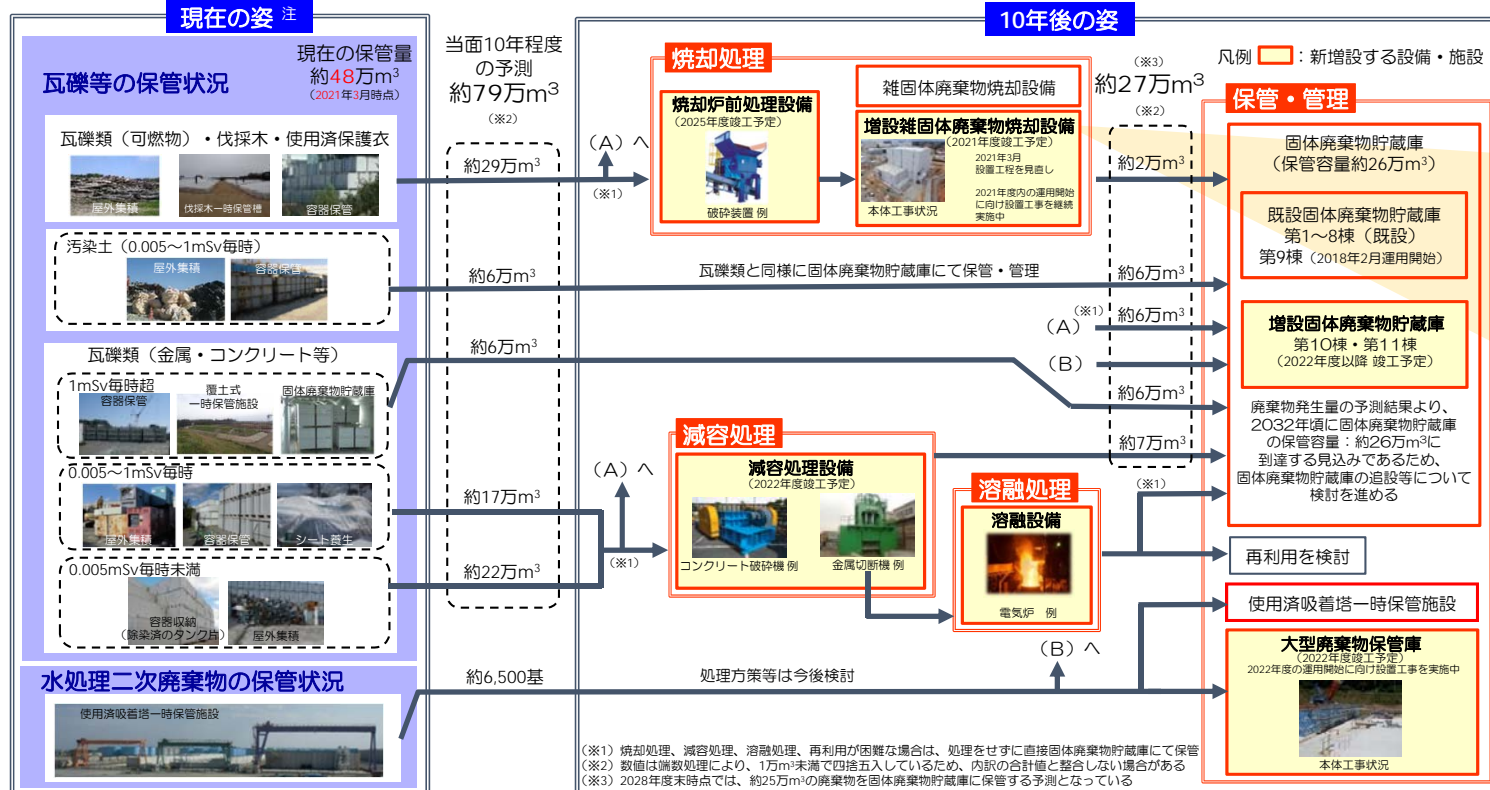 現在の姿 注
瓦礫等の保管状況
現在の保管量
約48万m³
(2021年3月時点)
瓦礫類（可燃物）・伐採木・使用済保護衣
屋外集積
伐採木一時保管槽
容器保管
汚染土（0.005～1mSv毎時）
屋外集積
容器保管
瓦礫類（金属・コンクリート等）
1mSv毎時超
容器保管
覆土式
一時保管施設
固体廃棄物貯蔵庫
0.005～1mSv毎時
屋外集積
容器保管
シート養生
0.005mSv毎時未満
容器収納
（除染済のタンク片）
屋外集積
水処理二次廃棄物の保管状況
使用済吸着塔一時保管施設
当面10年程度
の予測
約79万m³
（※2）
約29万m³
約6万m³
約6万m³
約17万m³
約22万m³
約6,500基
10年後の姿
（A）へ
（※1）
焼却処理
焼却炉前処理設備
（2025年度竣工予定）
破砕装置 例
雑固体廃棄物焼却設備
増設雑固体廃棄物焼却設備
（2021年度竣工予定）
2021年3月
設置工程を見直し
2021年度内の運用開始
に向け設置工事を継続
実施中
本体工事状況
瓦礫類と同様に固体廃棄物貯蔵庫にて保管・管理
（A）へ
（※1）
減容処理
減容処理設備
（2022年度竣工予定）
コンクリート破砕機 例
金属切断機 例
溶融処理
溶融設備
電気炉 例
（B）へ
処理方策等は今後検討
（※3）
約27万m³
（※2）
約2万m³
約6万m³
（A）（※1）
約6万m³
（B）
約6万m³
約7万m³
（※1）
凡例 ：新増設する設備・施設
保管・管理
固体廃棄物貯蔵庫
（保管容量約26万m³）
既設固体廃棄物貯蔵庫
第1～8棟（既設）
第9棟（2018年2月運用開始）
増設固体廃棄物貯蔵庫
第10棟・第11棟
（2022年度以降 竣工予定）
廃棄物発生量の予測結果より、
2032年頃に固体廃棄物貯蔵庫
の保管容量：約26万m³に
到達する見込みであるため、
固体廃棄物貯蔵庫の追設等について
検討を進める
再利用を検討
使用済吸着塔一時保管施設
大型廃棄物保管庫
（2022年度竣工予定）
2022年度の運用開始に向け設置工事を実施中
本体工事状況
（※1）焼却処理、減容処理、溶融処理、再利用が困難な場合は、処理をせずに直接固体廃棄物貯蔵庫にて保管
（※2）数値は端数処理により、1万m³未満で四捨五入しているため、内訳の合計値と整合しない場合がある
（※3）2028年度末時点では、約25万m³の廃棄物を固体廃棄物貯蔵庫に保管する予測となっている